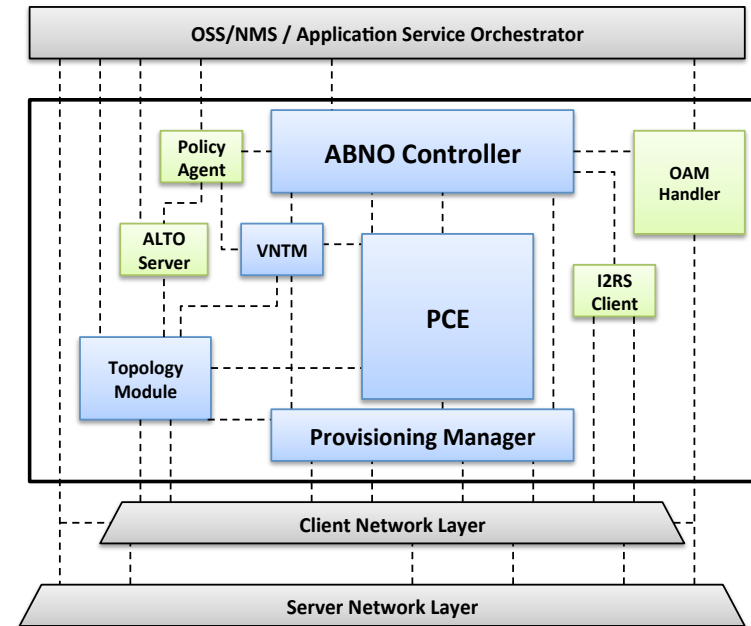 OSS/NMS / Application Service Orchestrator
Policy
Agent
ABNO Controller
OAM
Handler
ALTO
Server
VNTM
I2RS
Client
PCE
Topology
Module
Provisioning Manager
Client Network Layer
Server Network Layer